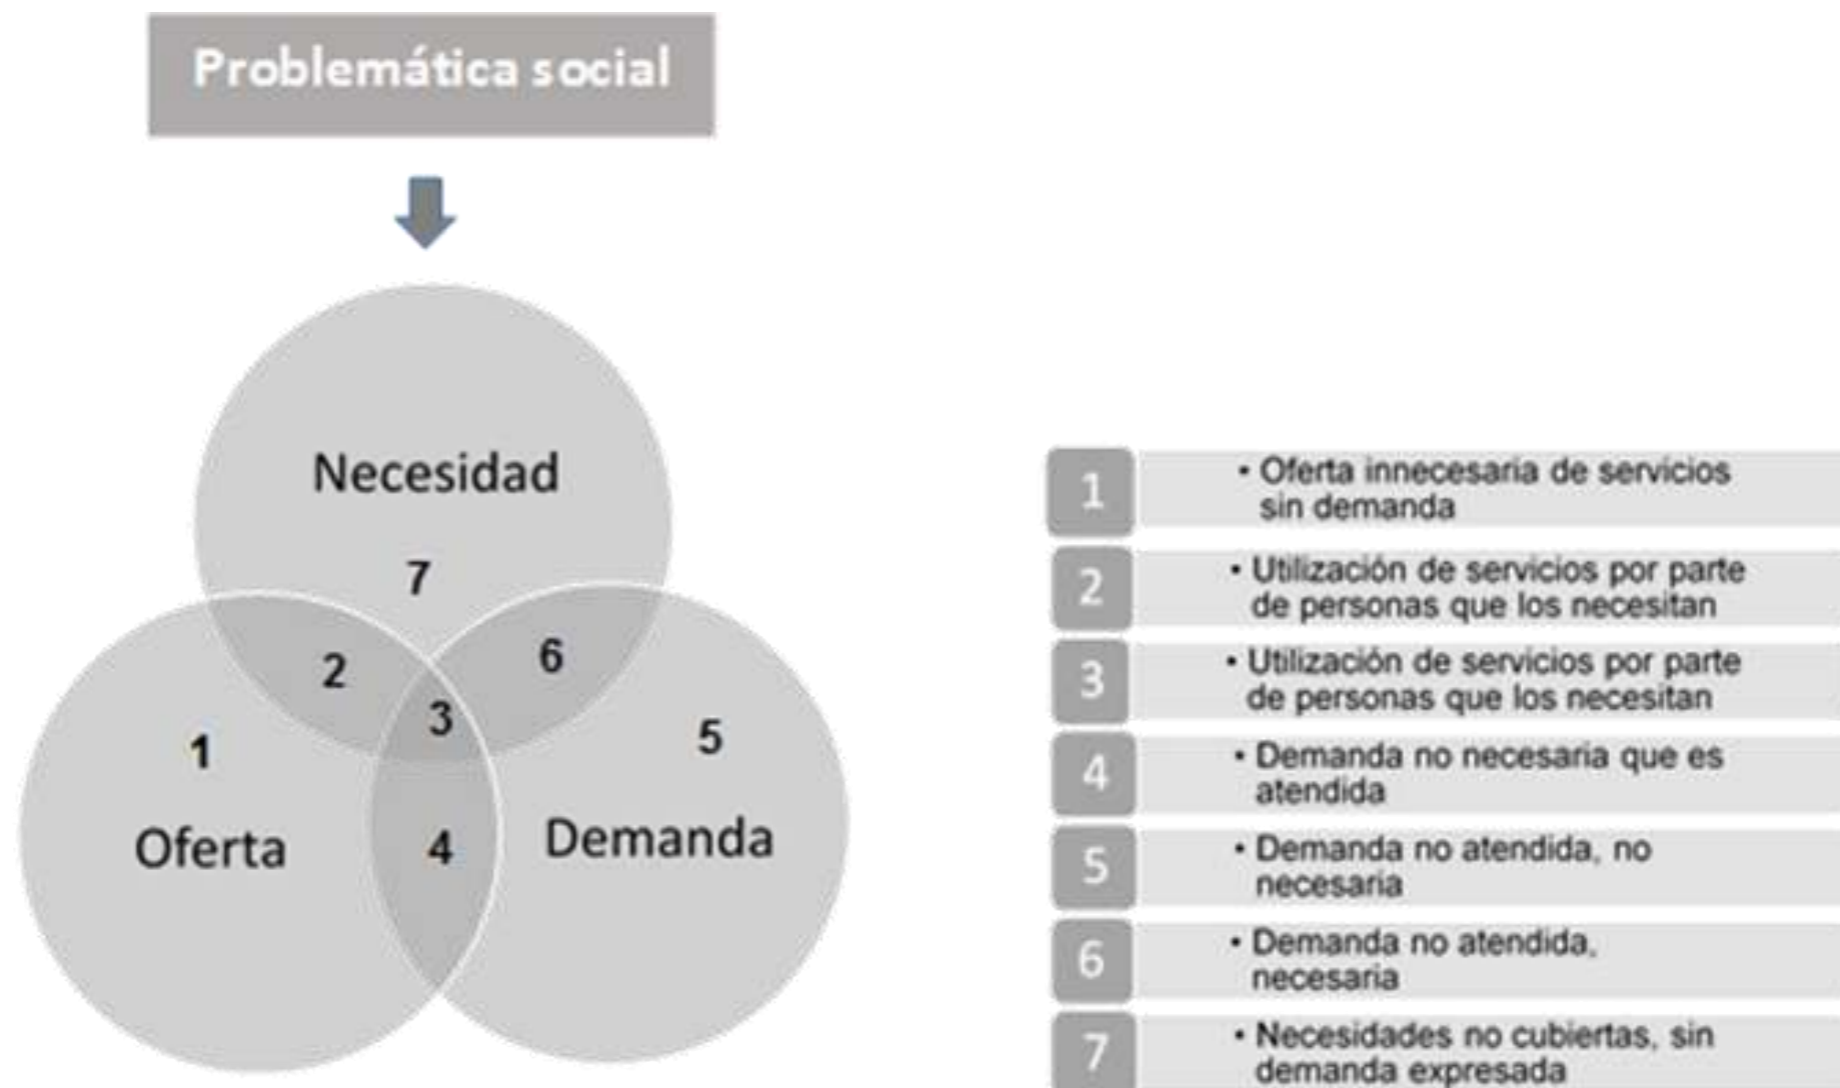 Problemática social
Necesidad
7
2
6
3
1
5
Oferta
4
Demanda
1
• Oferta innecesaria de servicios
sin demanda
2
• Utilización de servicios por parte
de personas que los necesitan
3
• Utilización de servicios por parte
de personas que los necesitan
4
• Demanda no necesaria que es
atendida
5
• Demanda no atendida, no
necesaria
6
• Demanda no atendida,
necesaria
7
• Necesidades no cubiertas, sin
demanda expresada